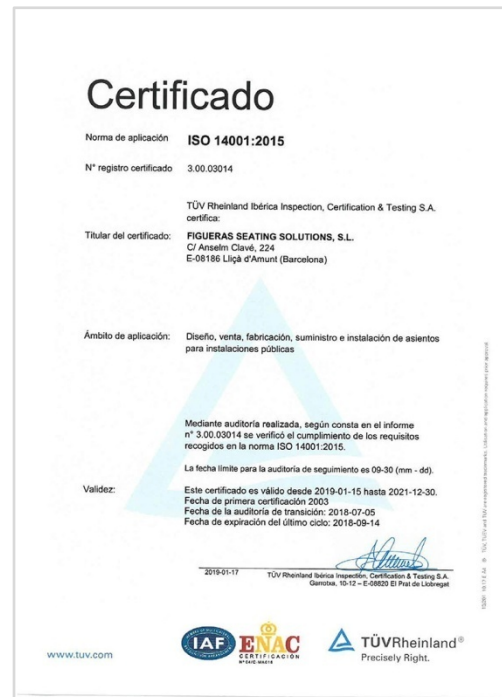 Certificado
Norma de aplicación ISO 14001:2015
N° registro certificado 3.00.03014
TÜV Rheinland Ibérica Inspection, Certification & Testing S.A.
certifica:
Titular del certificado: FIGUERAS SEATING SOLUTIONS, S.L.
C/ Anselm Clavé, 224
E-08186 Lliçà d'Amunt (Barcelona)
Ámbito de aplicación: Diseño, venta, fabricación, suministro e instalación de asientos
para instalaciones públicas
Mediante auditoría realizada, según consta en el informe
n° 3.00.03014 se verificó el cumplimiento de los requisitos
recogidos en la norma ISO 14001:2015.
La fecha límite para la auditoría de seguimiento es 09-30 (mm - dd).
Validez: Este certificado es válido desde 2019-01-15 hasta 2021-12-30.
Fecha de primera certificación 2003
Fecha de la auditoría de transición: 2018-07-05
Fecha de expiración del último ciclo: 2018-09-14
2019-01-17 TÜV Rheinland Ibérica Inspection, Certification & Testing S.A.
Garrotxa, 10-12 – E-08820 El Prat de Llobregat
www.tuv.com
IAF
ENAC
CERTIFICACIÓN
TÜVRheinland®
Precisely Right.